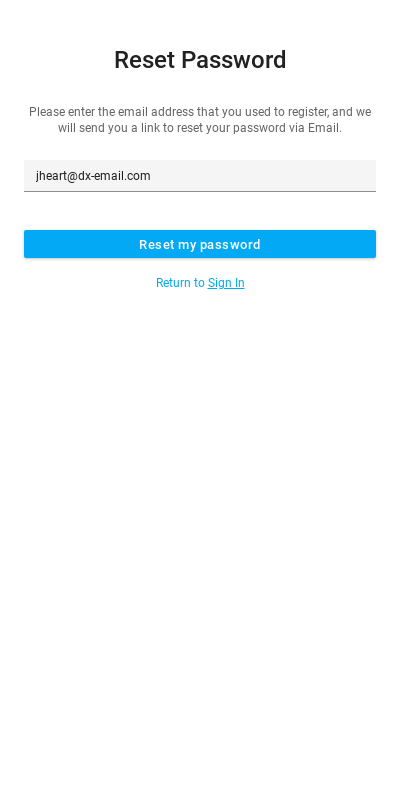 Reset Password
Please enter the email address that you used to register, and we
will send you a link to reset your password via Email.
jheart@dx-email.com
Reset my password
Return to Sign In